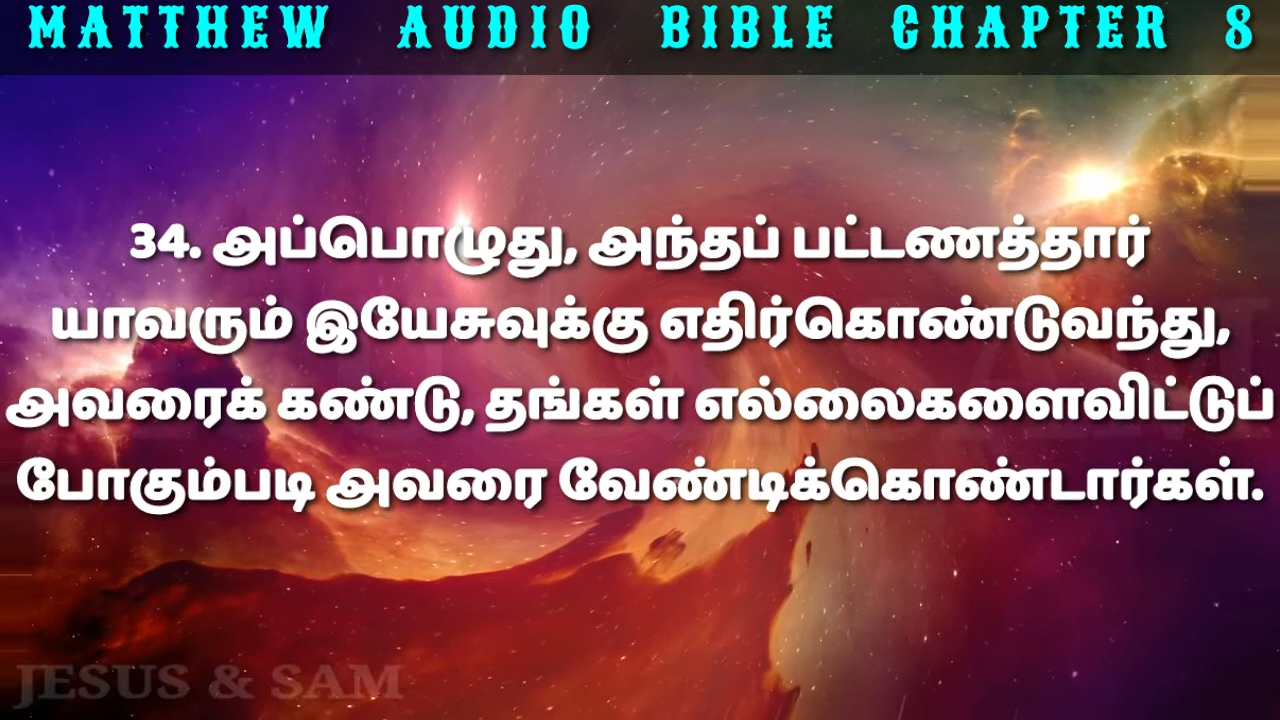 MATTHEW AUDIO BIBLE CHAPTER 8
34. அப்பொழுது, அந்தப் பட்டணத்தார்
யாவரும் இயேசுவுக்கு எதிர்கொண்டுவந்து,
அவரைக் கண்டு, தங்கள் எல்லைகளைவிட்டுப்
போகும்படி அவரை வேண்டிக்கொண்டார்கள்.
JESUS & SAM